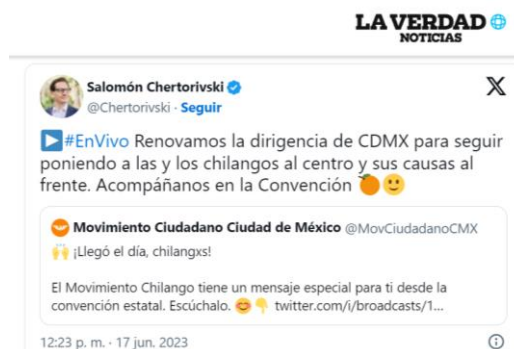 LA VERDAD
NOTICIAS
Salomón Chertorivski
@Chertorivski · Seguir
▶️#EnVivo Renovamos la dirigencia de CDMX para seguir
poniendo a las y los chilangos al centro y sus causas al
frente. Acompáñanos en la Convención 🍊🙂
Movimiento Ciudadano Ciudad de México @MovCiudadanoCMX
🙌 ¡Llegó el día, chilangxs!
El Movimiento Chilango tiene un mensaje especial para ti desde la
convención estatal. Escúchalo. 😊👇 twitter.com/i/broadcasts/1...
12:23 p. m. · 17 jun. 2023